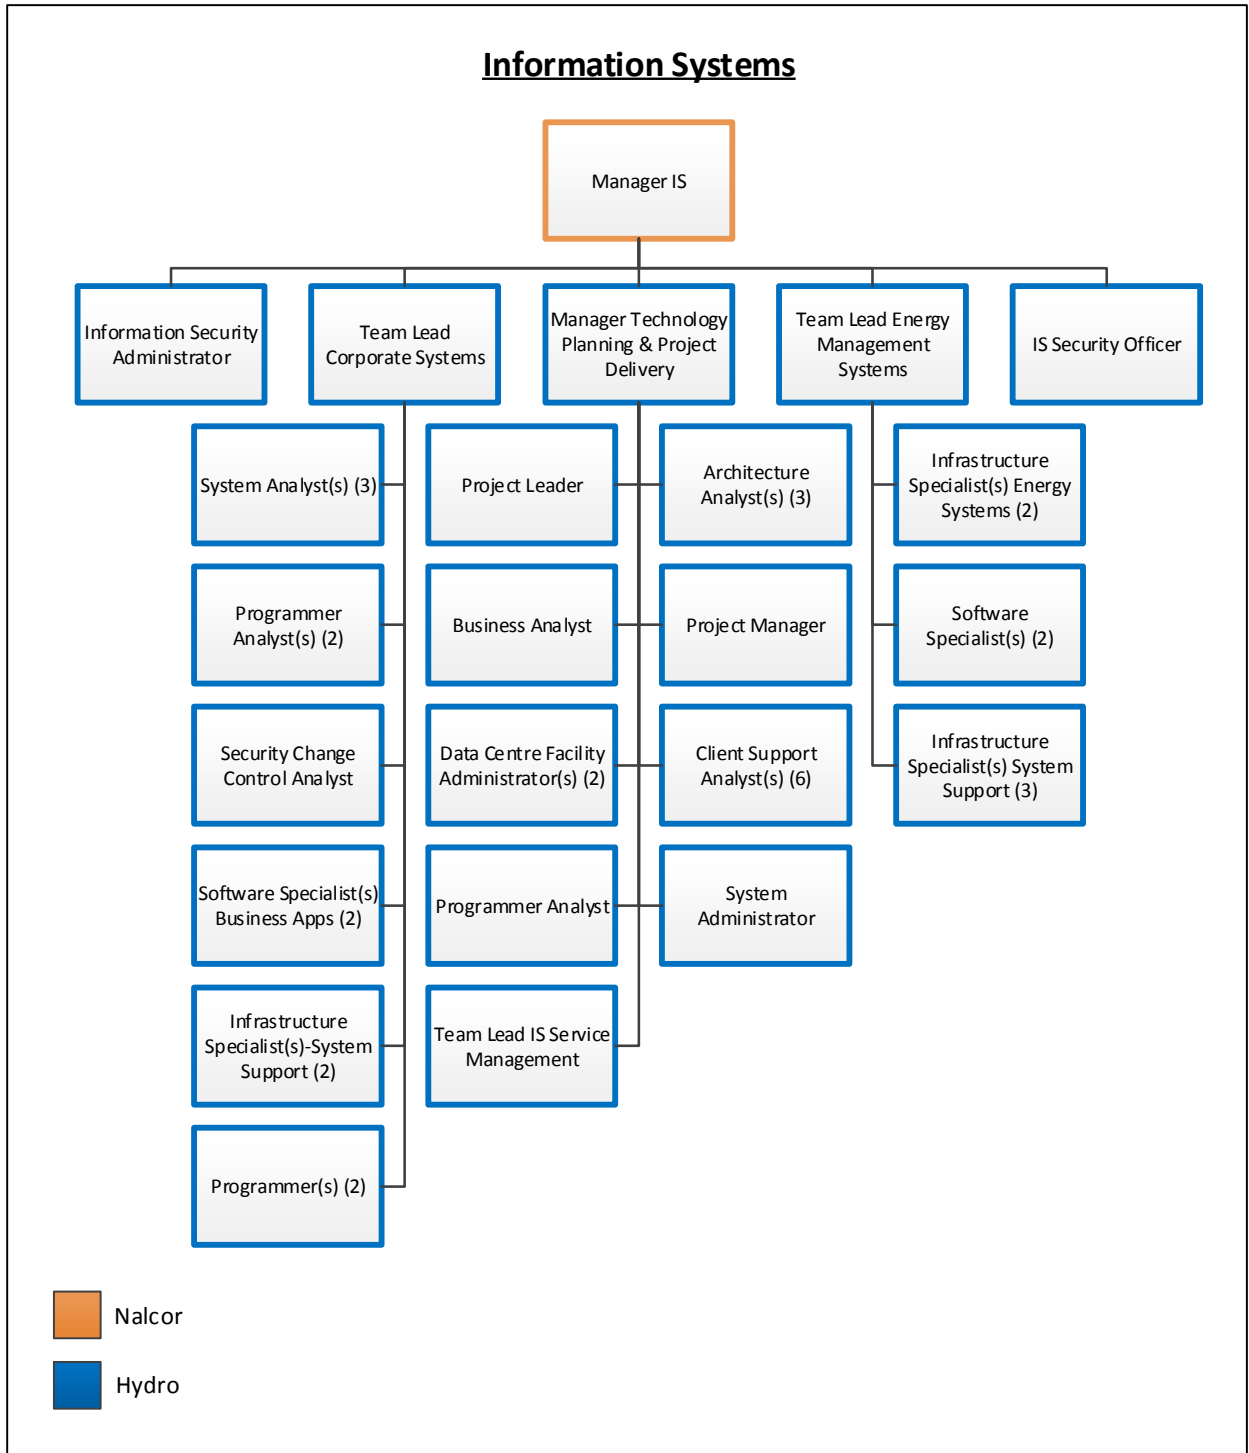 Information Systems
Manager IS
Information Security
Administrator
Team Lead
Corporate Systems
Manager Technology
Planning & Project
Delivery
Team Lead Energy
Management
Systems
IS Security Officer
System Analyst(s) (3)
Project Leader
Architecture
Analyst(s) (3)
Infrastructure
Specialist(s) Energy
Systems (2)
Programmer
Analyst(s) (2)
Business Analyst
Project Manager
Software
Specialist(s) (2)
Security Change
Control Analyst
Data Centre Facility
Administrator(s) (2)
Client Support
Analyst(s) (6)
Infrastructure
Specialist(s) System
Support (3)
Software Specialist(s)
Business Apps (2)
Programmer Analyst
System
Administrator
Infrastructure
Specialist(s)-System
Support (2)
Team Lead IS Service
Management
Programmer(s) (2)
Nalcor
Hydro